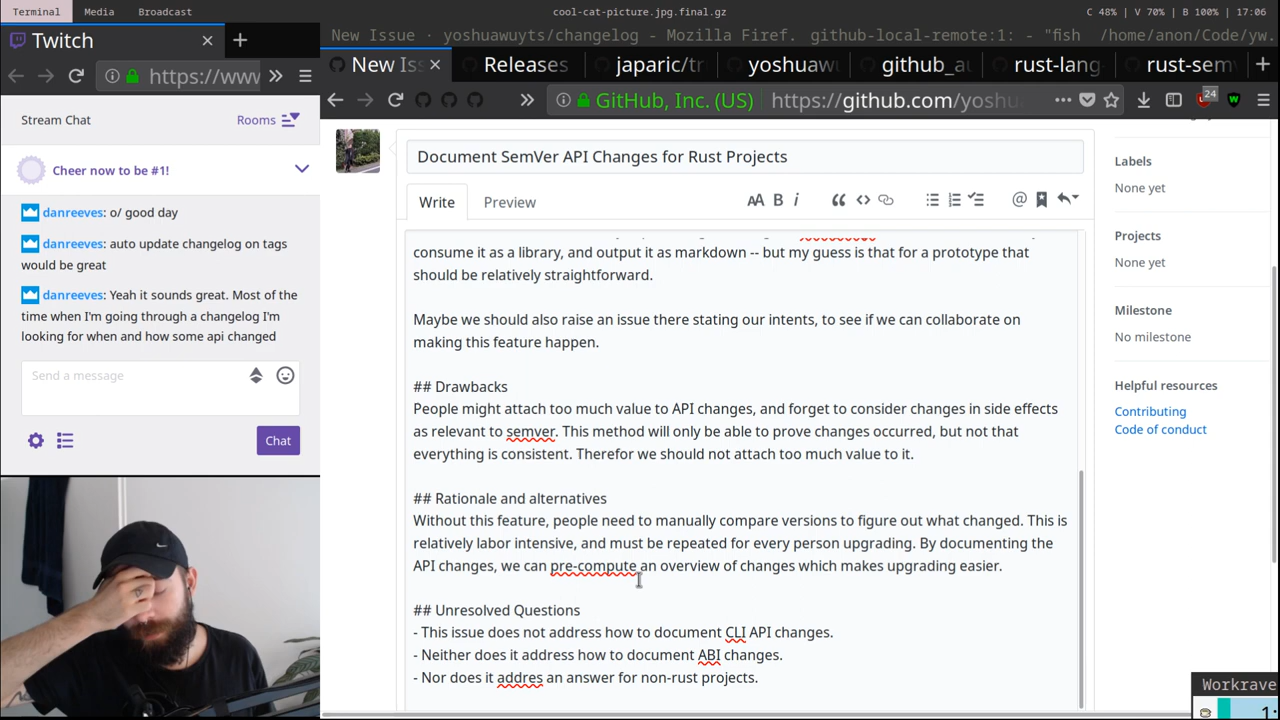 Terminal Media Broadcast cool-cat-picture.jpg.final.gz C 48% | V 70% | B 100% | 17:06
Twitch
New Issue · yoshuawuyts/changelog - Mozilla Firef. github-local-remote:1: - "fish /home/anon/Code/yw.
New Iss Releases japaric/tr yoshuaw github_au rust-lang rust-sem
https://www
GitHub, Inc. (US) https://github.com/yoshu 24
Stream Chat Rooms
Cheer now to be #1!
danreeves: o/ good day
danreeves: auto update changelog on tags
would be great
danreeves: Yeah it sounds great. Most of the
time when I'm going through a changelog I'm
looking for when and how some api changed
Send a message
Chat
Document SemVer API Changes for Rust Projects
Write Preview
consume it as a library, and output it as markdown -- but my guess is that for a prototype that
should be relatively straightforward.
Maybe we should also raise an issue there stating our intents, to see if we can collaborate on
making this feature happen.
## Drawbacks
People might attach too much value to API changes, and forget to consider changes in side effects
as relevant to semver. This method will only be able to prove changes occurred, but not that
everything is consistent. Therefor we should not attach too much value to it.
## Rationale and alternatives
Without this feature, people need to manually compare versions to figure out what changed. This is
relatively labor intensive, and must be repeated for every person upgrading. By documenting the
API changes, we can pre-compute an overview of changes which makes upgrading easier.
## Unresolved Questions
- This issue does not address how to document CLI API changes.
- Neither does it address how to document ABI changes.
- Nor does it addres an answer for non-rust projects.
Labels
None yet
Projects
None yet
Milestone
No milestone
Helpful resources
Contributing
Code of conduct
Workrave
1: